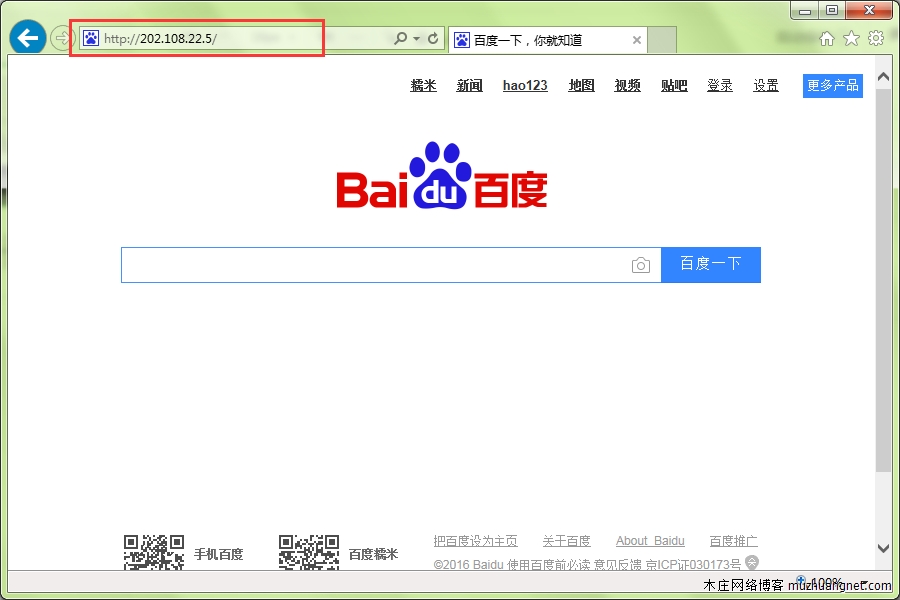 http://202.108.22.5/
百度一下，你就知道
糯米 新闻 hao123 地图 视频 贴吧 登录 设置 更多产品
Bai du 百度
百度一下
手机百度 百度糯米
把百度设为主页 关于百度 About Baidu 百度推广
©2016 Baidu 使用百度前必读 意见反馈 京ICP证030173号
100%
木庄网络博客 muzhuangnet.com